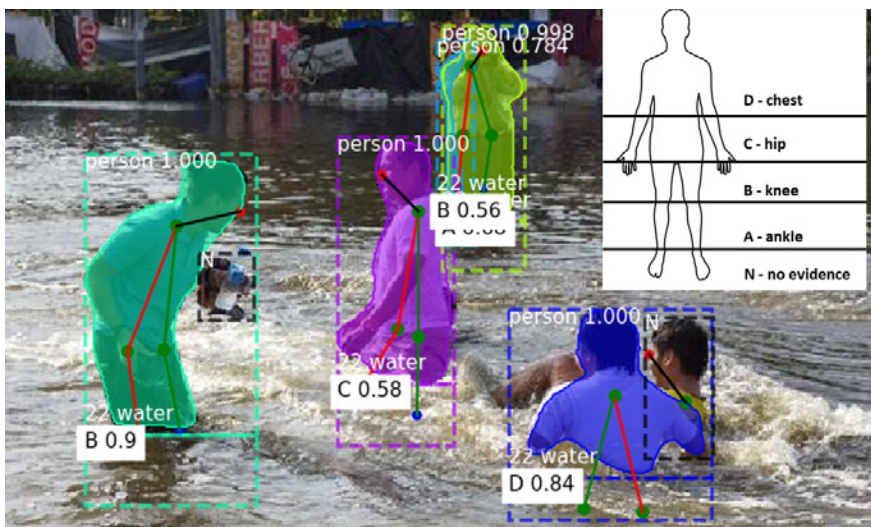 person 0.998
person 0.784
person 1.000
person 1.000
N
22 water
B 0.56
22 water
C 0.58
22 water
B 0.9
person 1.000
N
22 water
D 0.84
D - chest
C - hip
B - knee
A - ankle
N - no evidence